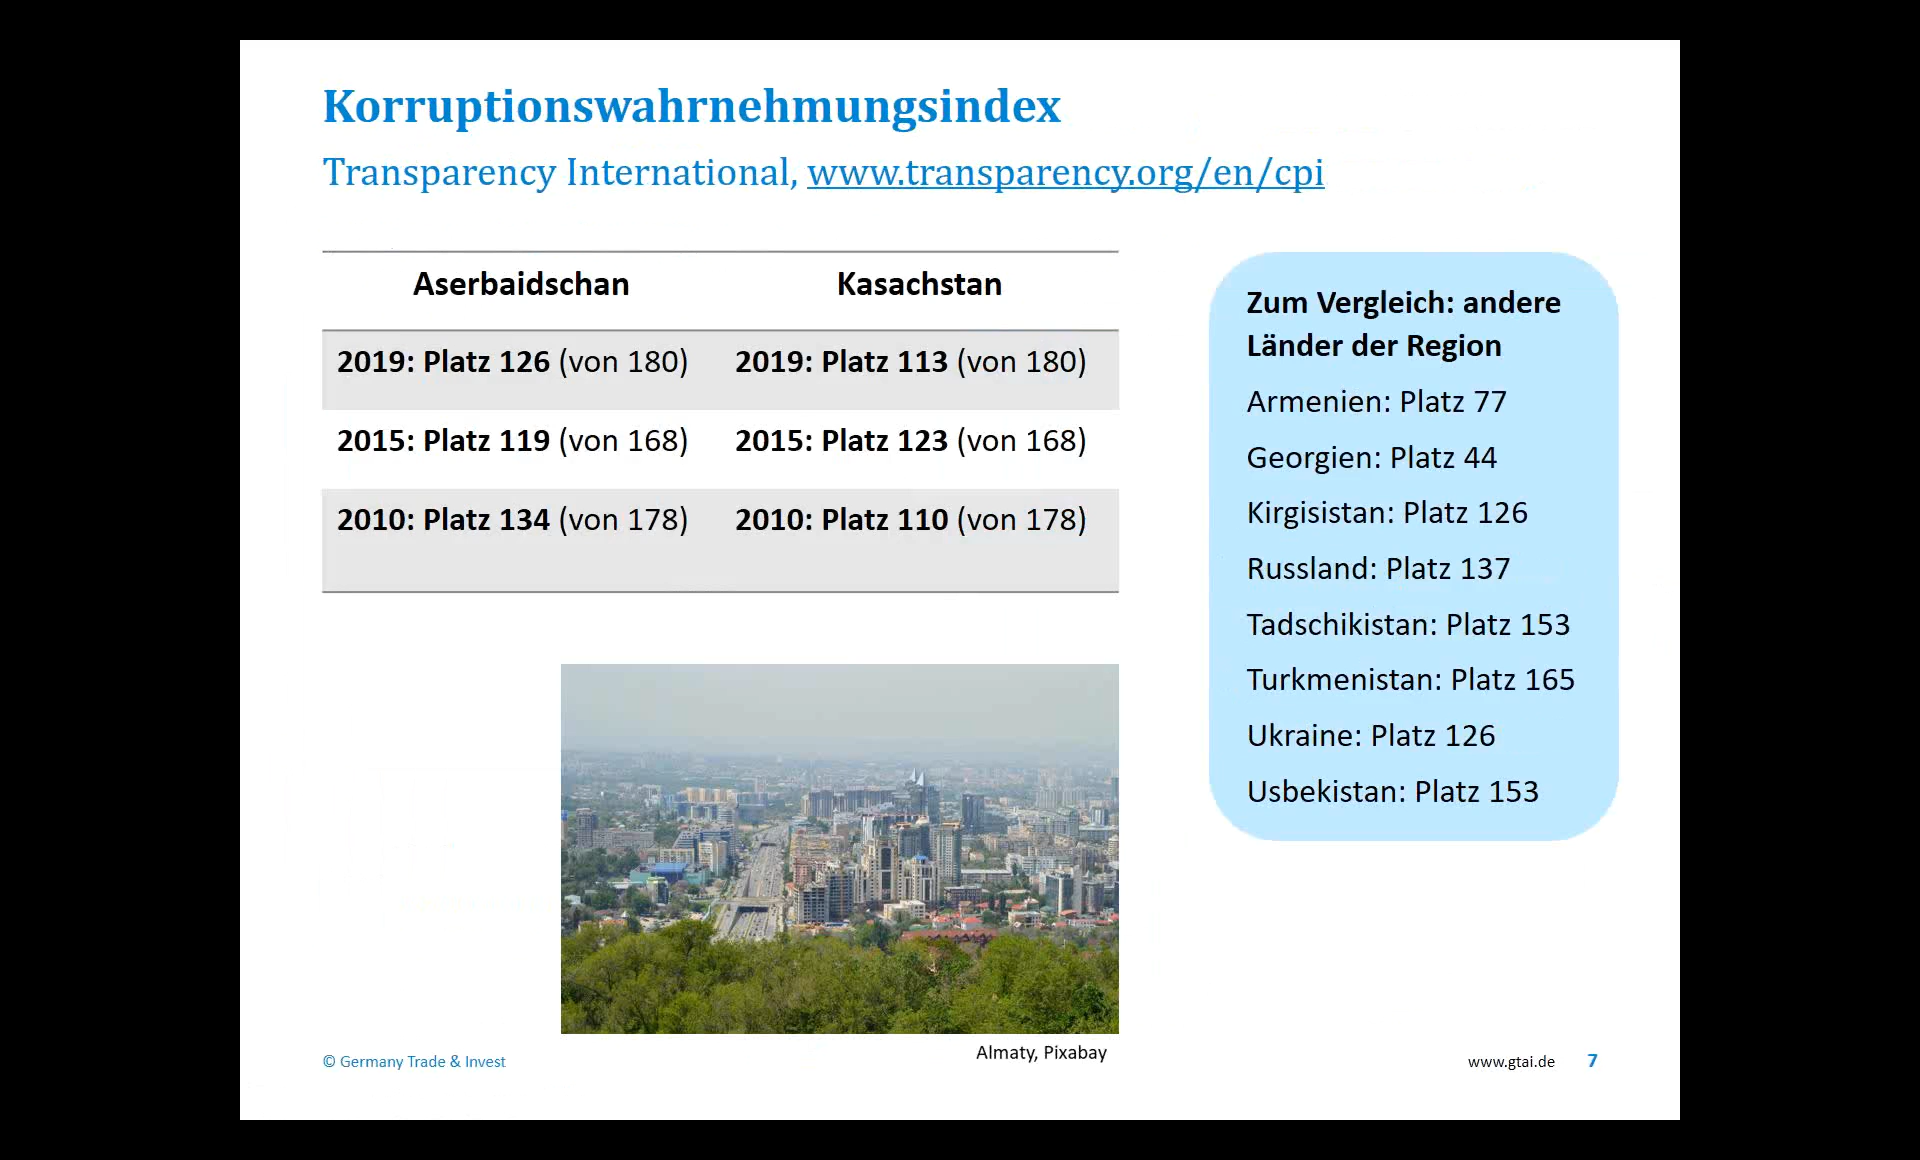 Korruptionswahrnehmungsindex
Transparency International, www.transparency.org/en/cpi
Aserbaidschan Kasachstan
2019: Platz 126 (von 180) 2019: Platz 113 (von 180)
2015: Platz 119 (von 168) 2015: Platz 123 (von 168)
2010: Platz 134 (von 178) 2010: Platz 110 (von 178)
Zum Vergleich: andere
Länder der Region
Armenien: Platz 77
Georgien: Platz 44
Kirgisistan: Platz 126
Russland: Platz 137
Tadschikistan: Platz 153
Turkmenistan: Platz 165
Ukraine: Platz 126
Usbekistan: Platz 153
Almaty, Pixabay
© Germany Trade & Invest
www.gtai.de 7